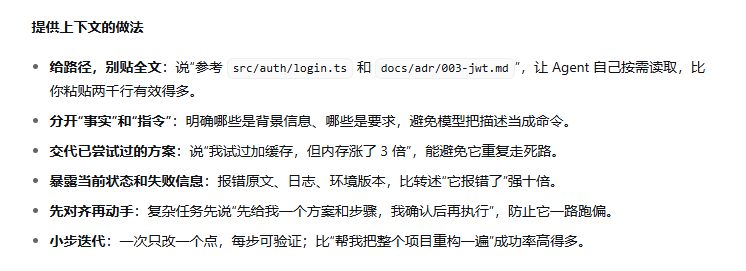 提供上下文的做法
给路径，别贴全文：说“参考 src/auth/login.ts 和 docs/adr/003-jwt.md”，让 Agent 自己按需读取，比
你粘贴两千行有效得多。
分开“事实”和“指令”：明确哪些是背景信息、哪些是要求，避免模型把描述当成命令。
交代已尝试过的方案：说“我试过加缓存，但内存涨了 3 倍”，能避免它重复走死路。
暴露当前状态和失败信息：报错原文、日志、环境版本，比转述“它报错了”强十倍。
先对齐再动手：复杂任务先说“先给我一个方案和步骤，我确认后再执行”，防止它一路跑偏。
小步迭代：一次只改一个点，每步可验证；比“帮我把整个项目重构一遍”成功率高得多。